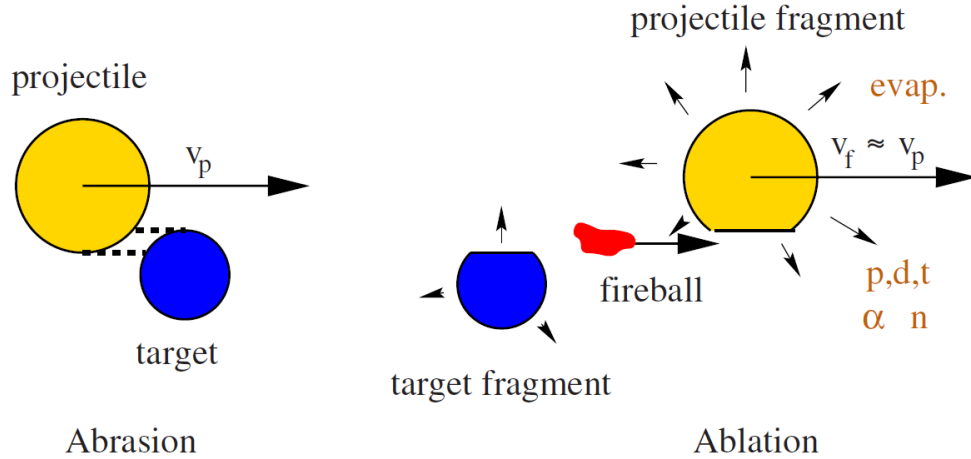 projectile
v_p
target
Abrasion
projectile fragment
evap.
v_f ≈ v_p
fireball
p,d,t
α n
target fragment
Ablation